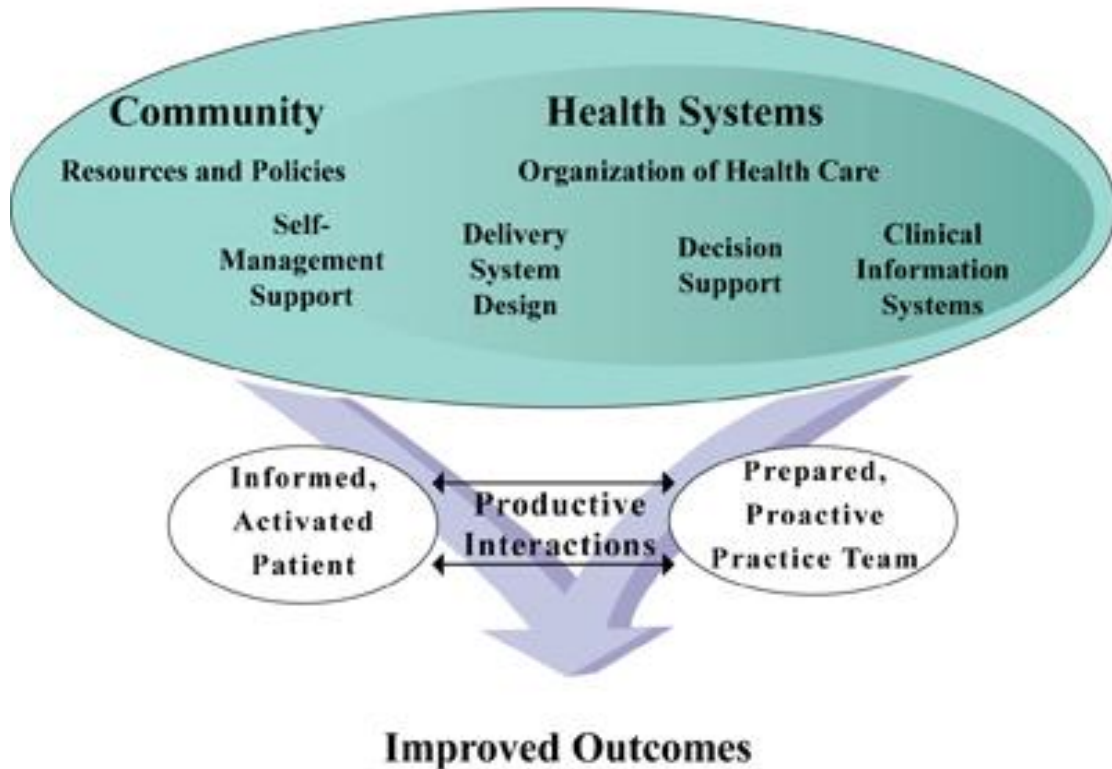 Community
Health Systems
Resources and Policies
Organization of Health Care
Self-
Management
Support
Delivery
System
Design
Decision
Support
Clinical
Information
Systems
Informed,
Activated
Patient
Productive
Interactions
Prepared,
Proactive
Practice Team
Improved Outcomes